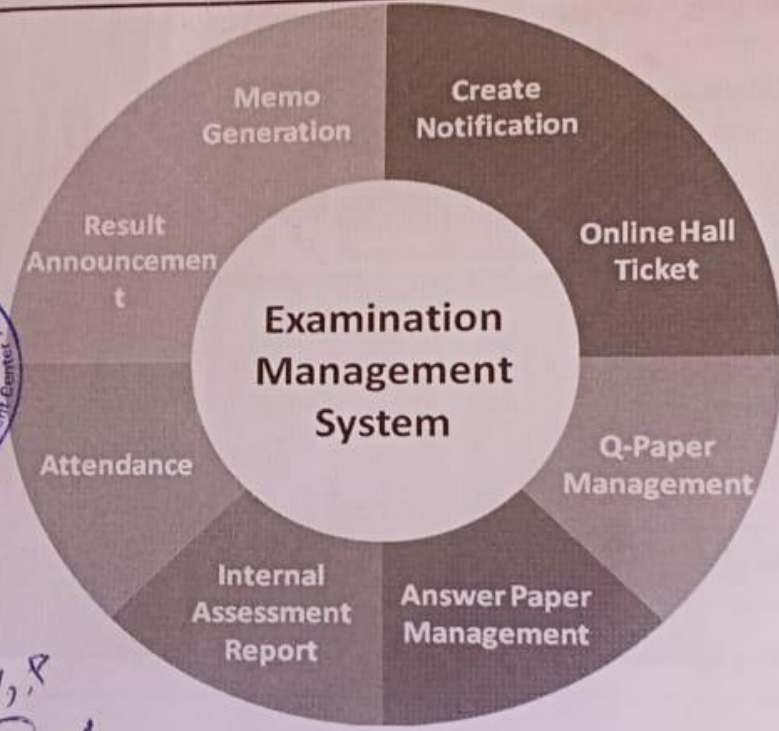 Create
Notification
Online Hall
Ticket
Q-Paper
Management
Answer Paper
Management
Internal
Assessment
Report
Attendance
Result
Announcemen
t
Memo
Generation
Examination
Management
System
Center